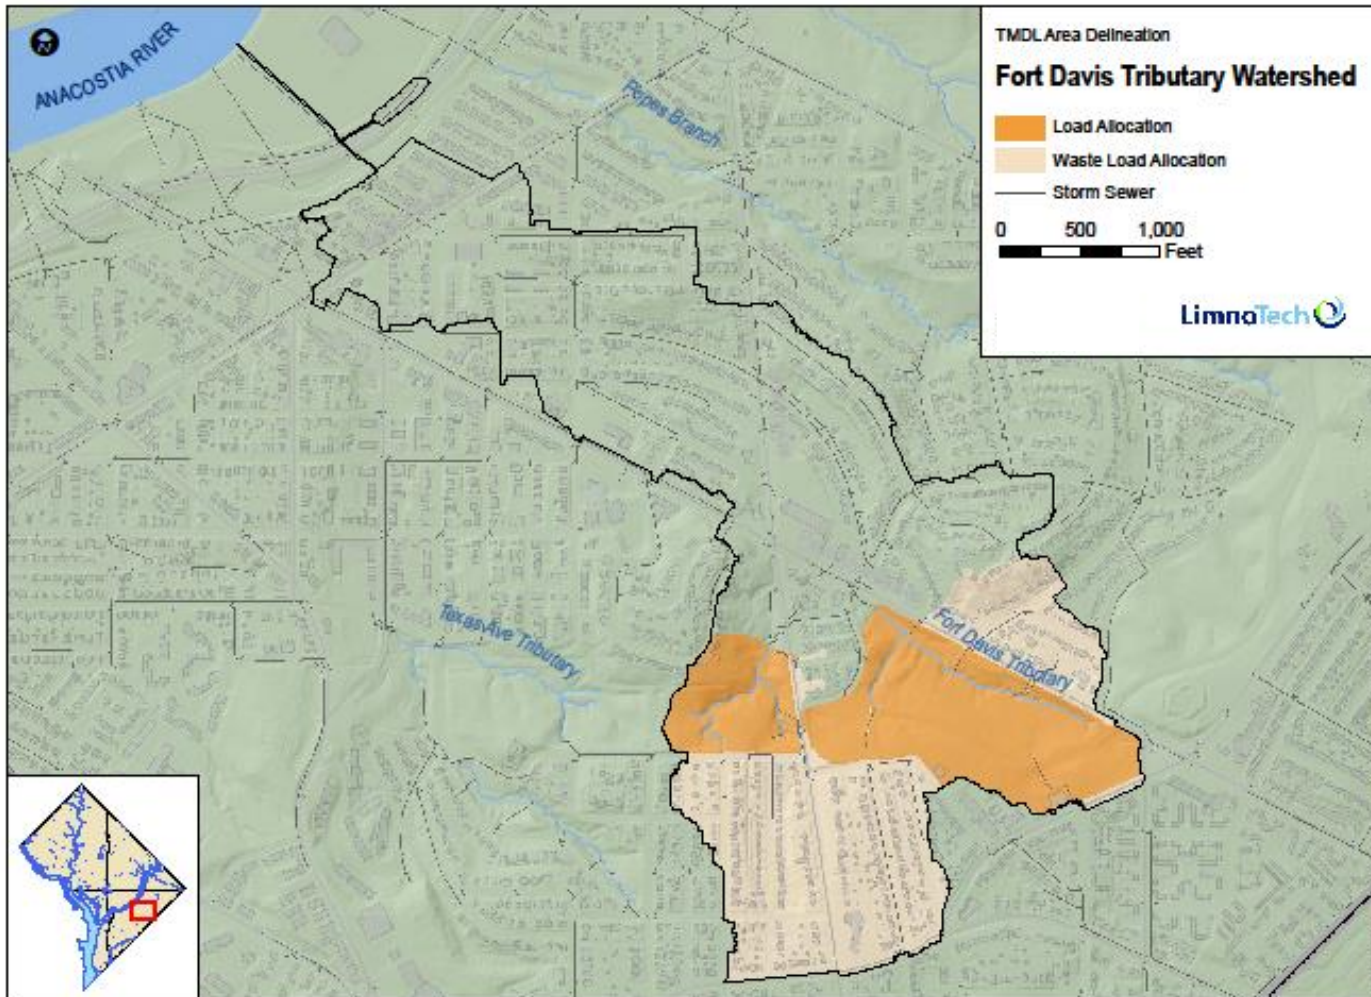 TMDL Area Delineation
Fort Davis Tributary Watershed
Load Allocation
Waste Load Allocation
Storm Sewer
0 500 1,000
Feet
LimnoTech
ANACOSTIA RIVER
Popes Branch
Texas Ave Tributary
Fort Davis Tributary
N